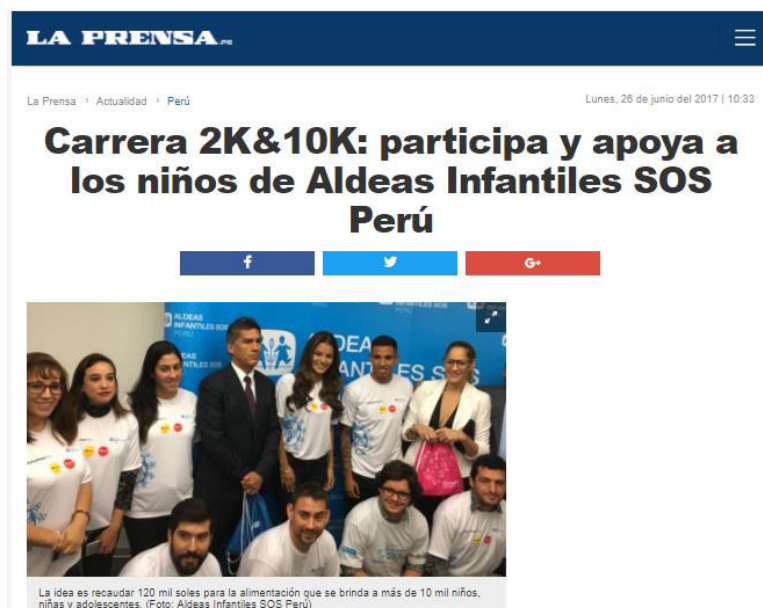 LA PRENSA.PE
La Prensa › Actualidad › Perú
Lunes, 26 de junio del 2017 | 10:33
Carrera 2K&10K: participa y apoya a
los niños de Aldeas Infantiles SOS
Perú
f
G+
ALDEAS
INFANTILES SOS
PERÚ
La idea es recaudar 120 mil soles para la alimentación que se brinda a más de 10 mil niños,
niñas y adolescentes. (Foto: Aldeas Infantiles SOS Perú)